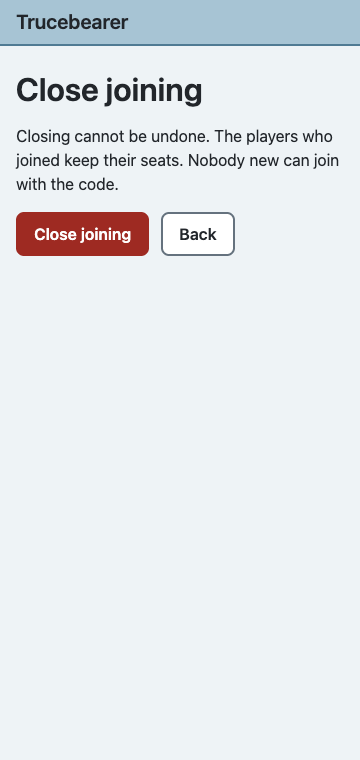 Trucebearer
Close joining
Closing cannot be undone. The players who
joined keep their seats. Nobody new can join
with the code.
Close joining
Back